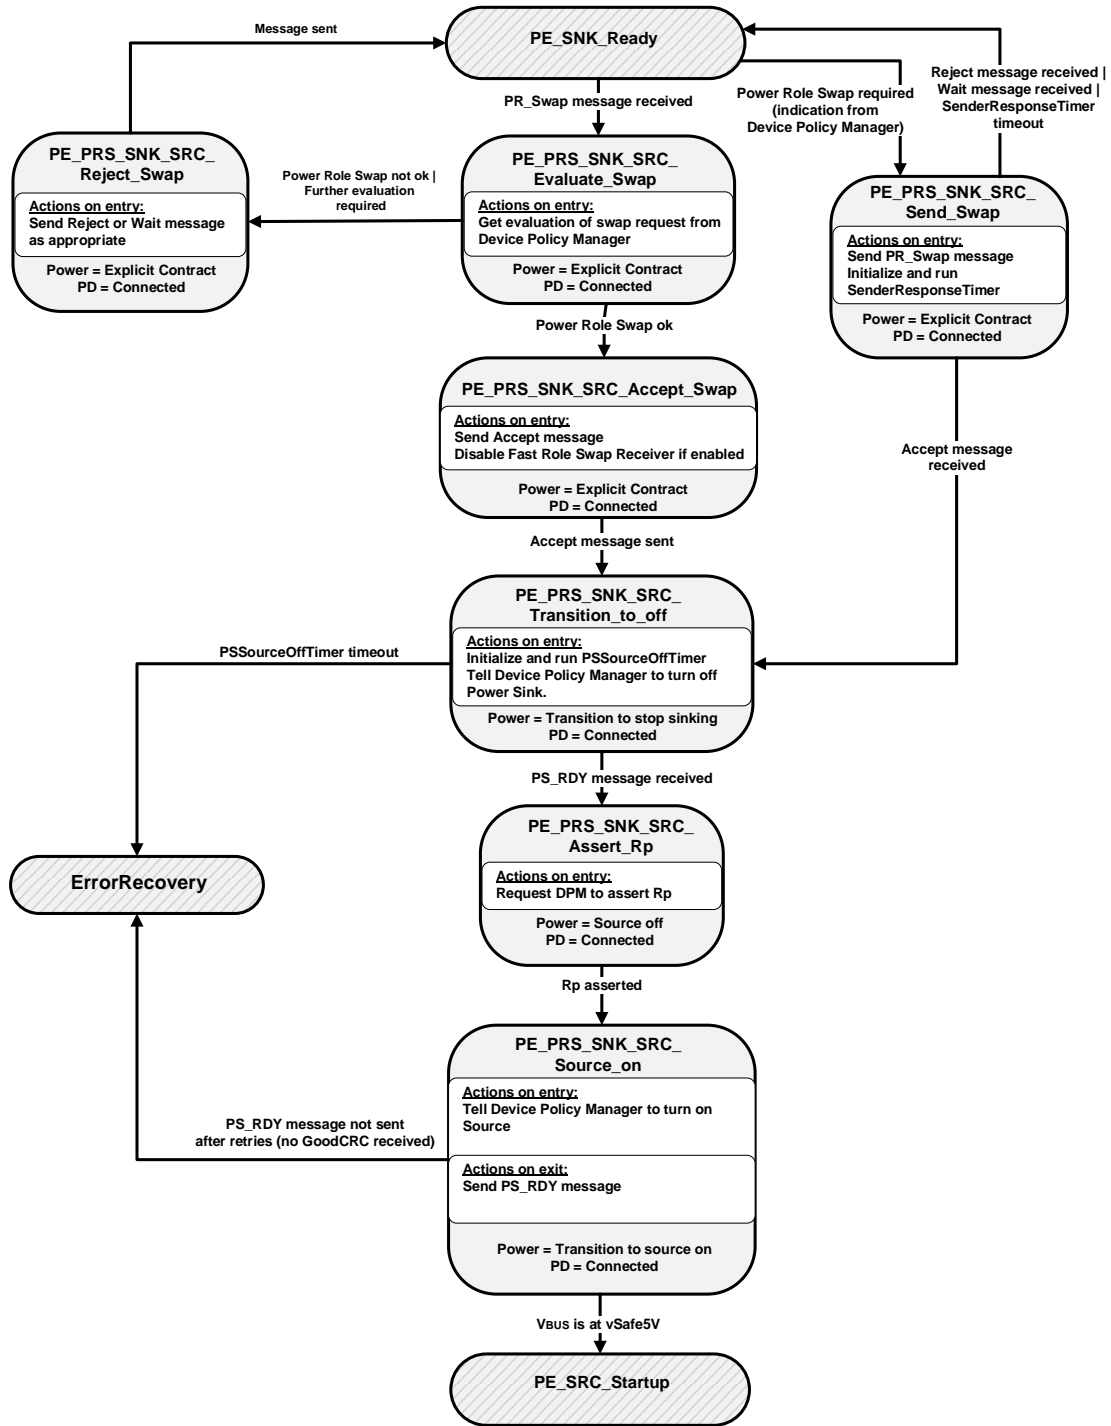 Message sent
PE_SNK_Ready
PR_Swap message received
Power Role Swap required
(indication from
Device Policy Manager)
Reject message received |
Wait message received |
SenderResponseTimer
timeout
PE_PRS_SNK_SRC_
Reject_Swap
Actions on entry:
Send Reject or Wait message
as appropriate
Power = Explicit Contract
PD = Connected
Power Role Swap not ok |
Further evaluation
required
PE_PRS_SNK_SRC_
Evaluate_Swap
Actions on entry:
Get evaluation of swap request from
Device Policy Manager
Power = Explicit Contract
PD = Connected
PE_PRS_SNK_SRC_
Send_Swap
Actions on entry:
Send PR_Swap message
Initialize and run
SenderResponseTimer
Power = Explicit Contract
PD = Connected
Power Role Swap ok
PE_PRS_SNK_SRC_Accept_Swap
Actions on entry:
Send Accept message
Disable Fast Role Swap Receiver if enabled
Power = Explicit Contract
PD = Connected
Accept message
received
Accept message sent
PE_PRS_SNK_SRC_
Transition_to_off
Actions on entry:
Initialize and run PSSourceOffTimer
Tell Device Policy Manager to turn off
Power Sink.
Power = Transition to stop sinking
PD = Connected
PSSourceOffTimer timeout
PS_RDY message received
PE_PRS_SNK_SRC_
Assert_Rp
Actions on entry:
Request DPM to assert Rp
Power = Source off
PD = Connected
ErrorRecovery
Rp asserted
PE_PRS_SNK_SRC_
Source_on
Actions on entry:
Tell Device Policy Manager to turn on
Source
Actions on exit:
Send PS_RDY message
Power = Transition to source on
PD = Connected
PS_RDY message not sent
after retries (no GoodCRC received)
VBUS is at vSafe5V
PE_SRC_Startup